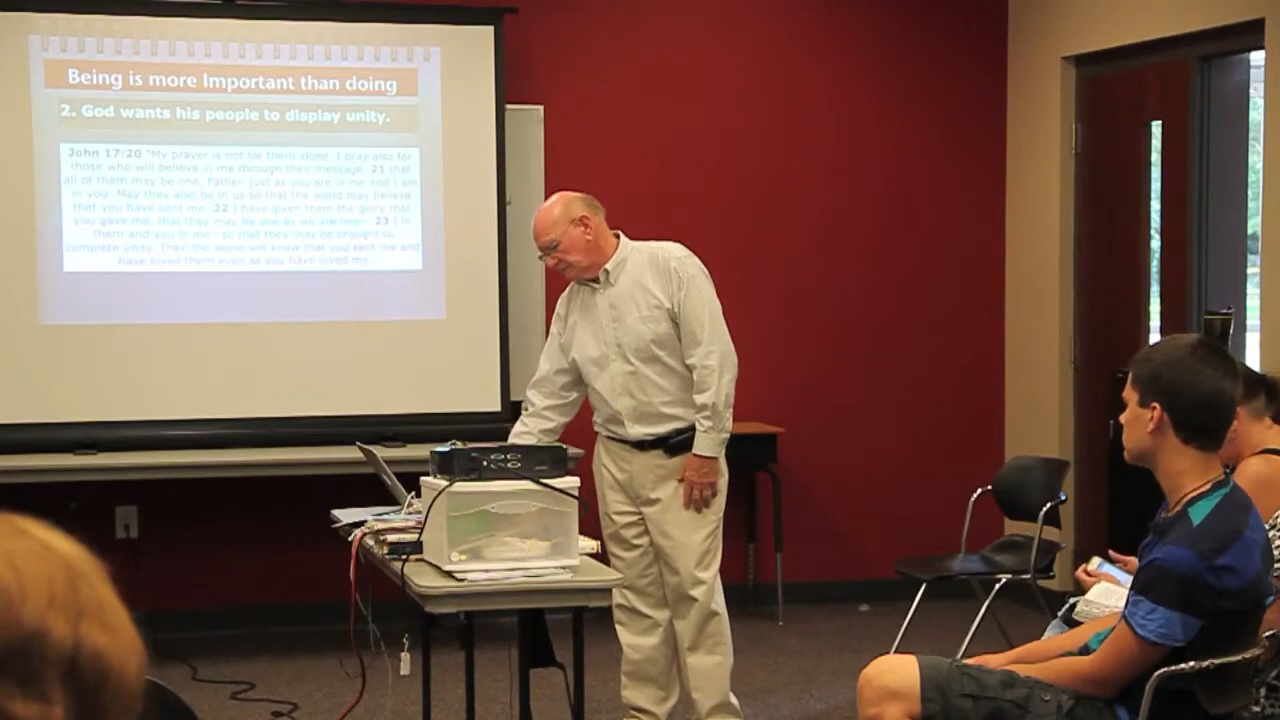 Being is more Important than doing
2. God wants his people to display unity.
John 17:20 "My prayer is not for them alone. I pray also for
those who will believe in me through their message, 21 that
all of them may be one, Father, just as you are in me and I am
in you. May they also be in us so that the world may believe
that you have sent me. 22 I have given them the glory that
you gave me, that they may be one as we are one- 23 I in
them and you in me -so that they may be brought to
complete unity. Then the world will know that you sent me and
have loved them even as you have loved me.